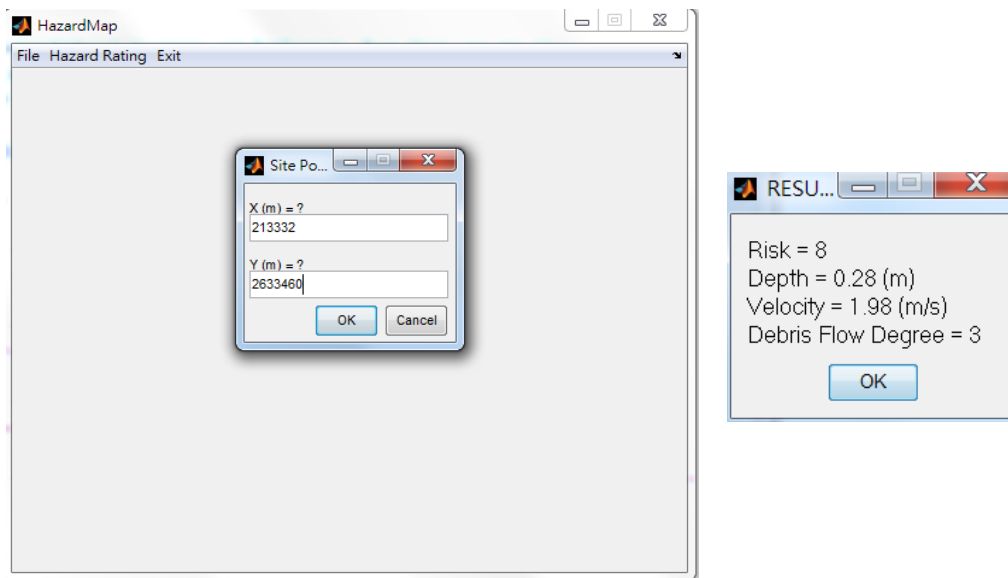 HazardMap
File Hazard Rating Exit
Site Po...
X (m) = ?
213332
Y (m) = ?
2633460
OK Cancel
RESU...
Risk = 8
Depth = 0.28 (m)
Velocity = 1.98 (m/s)
Debris Flow Degree = 3
OK